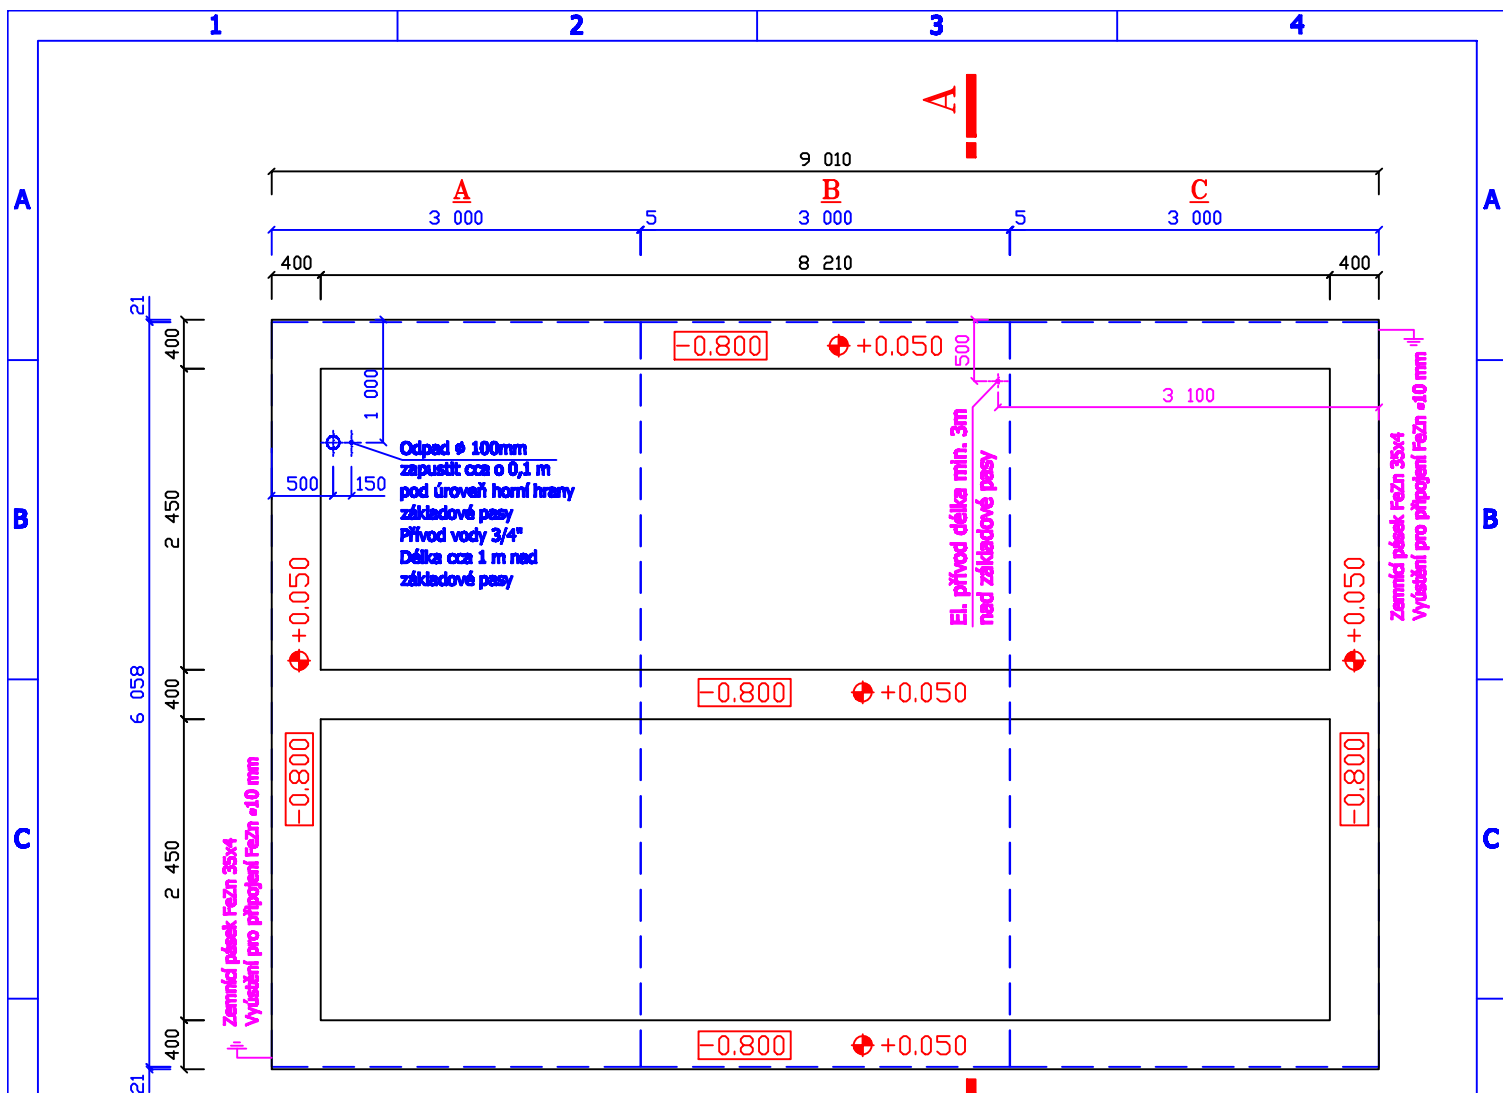 1 2 3 4
A
9 010
A B C
3 000 5 3 000 5 3 000
400 8 210 400
A A
21
400
-0.800 +0.050
500
3 100
1 000
Odpad ø 100mm
zapustit cca o 0,1 m
pod úroveň horní hrany
základové pasy
Přívod vody 3/4"
Délka cca 1 m nad
základové pasy
500 150
El. přívod délka min. 3m
nad základové pasy
Zemnící pásek FeZn 35x4
Vyústění pro připojení FeZn ø10 mm
B B
2 450
+0.050 +0.050
6 058
400
-0.800 +0.050
-0.800 -0.800
C C
2 450
Zemnící pásek FeZn 35x4
Vyústění pro připojení FeZn ø10 mm
400
-0.800 +0.050
21